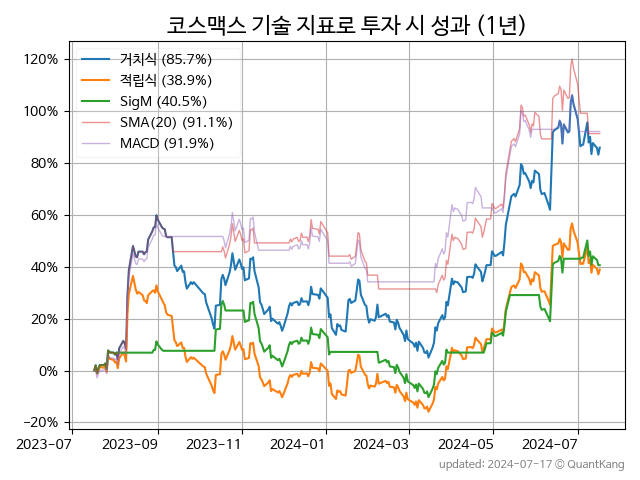 코스맥스 기술 지표로 투자 시 성과 (1년)
거치식 (85.7%)
적립식 (38.9%)
SigM (40.5%)
SMA(20) (91.1%)
MACD (91.9%)
120%
100%
80%
60%
40%
20%
0%
−20%
2023-07 2023-09 2023-11 2024-01 2024-03 2024-05 2024-07
updated: 2024-07-17 © QuantKang